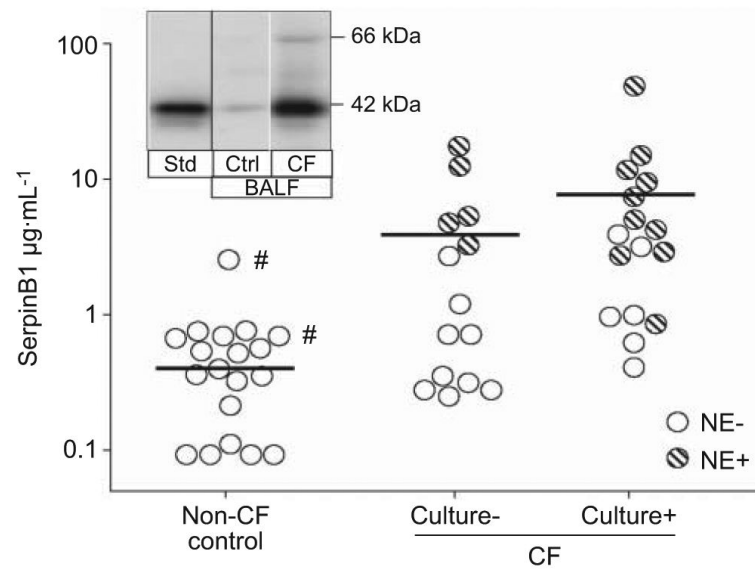 100
10
1
0.1
SerpinB1 µg·mL-1
66 kDa
42 kDa
Std
Ctrl
CF
BALF
#
#
NE-
NE+
Non-CF
control
Culture-
Culture+
CF